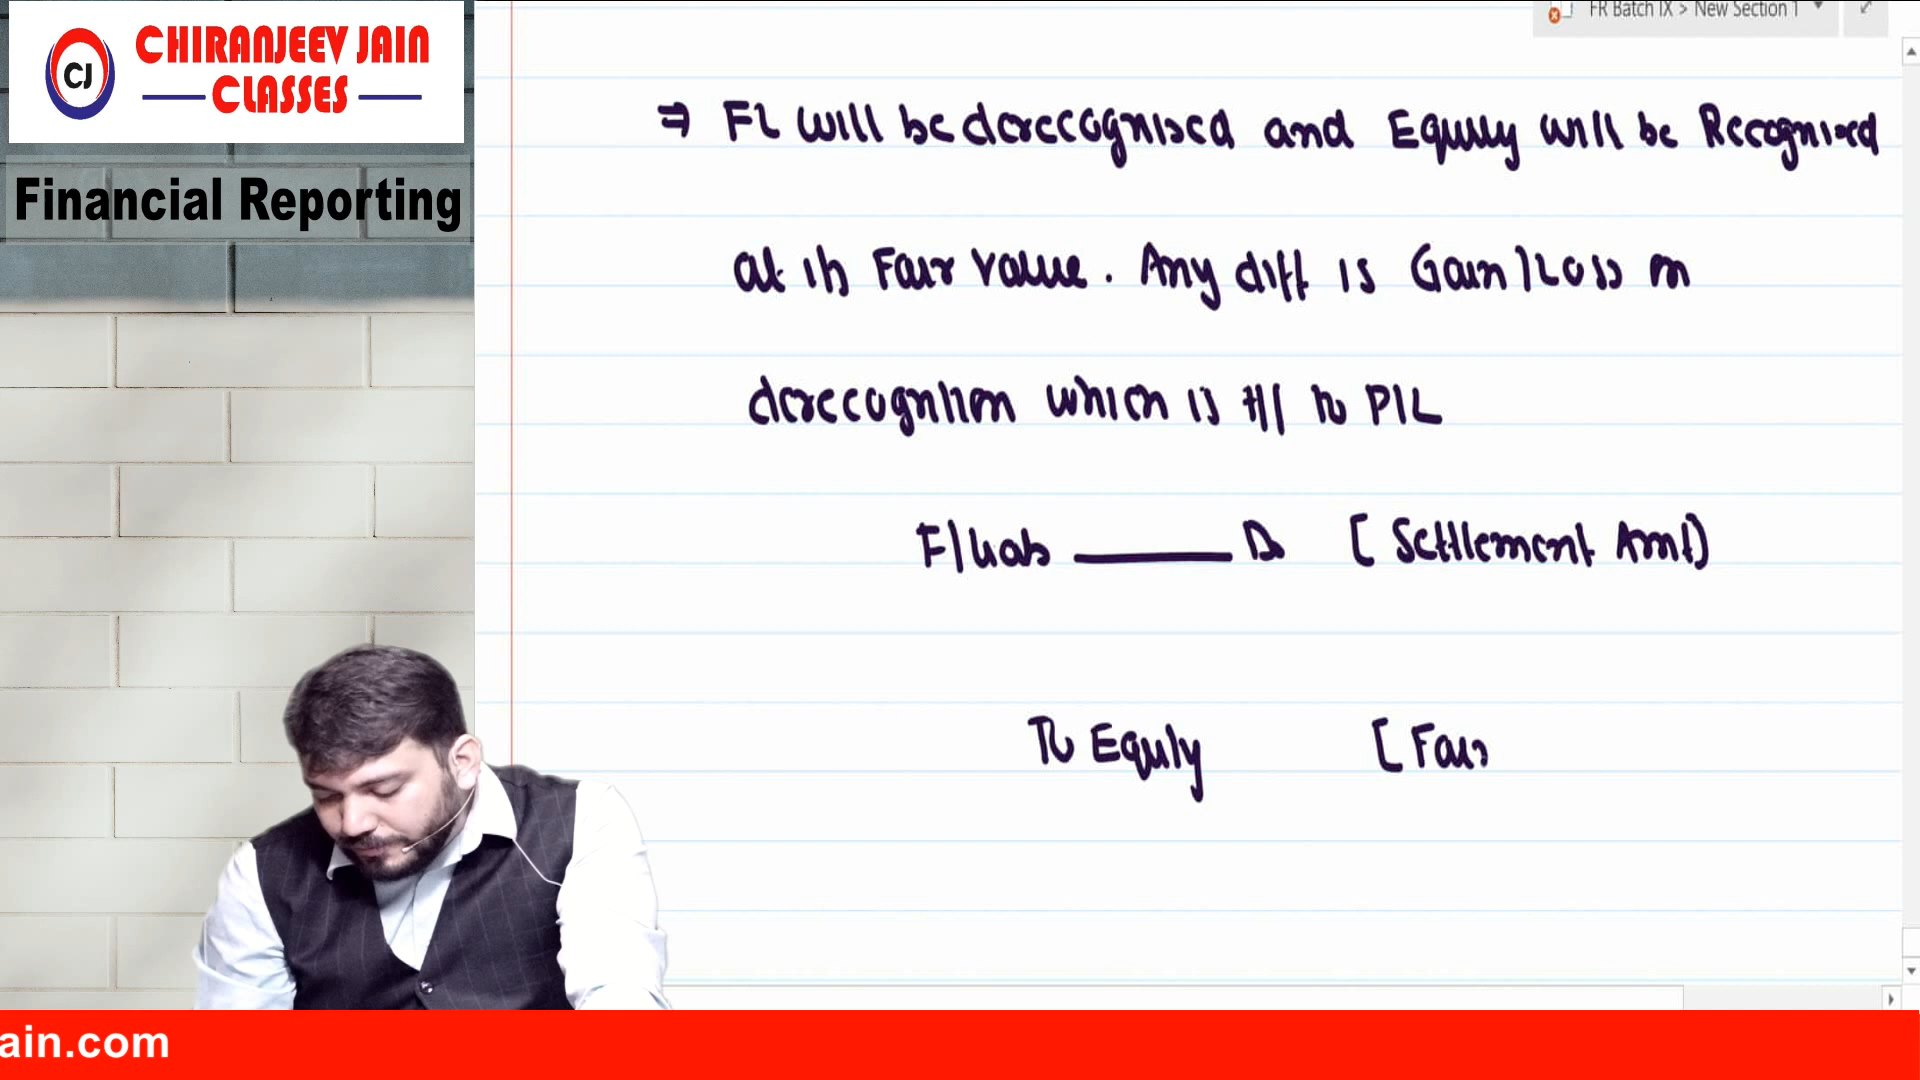 CHIRANJEEV JAIN
CLASSES
CJ
Financial Reporting
FR Batch IX > New Section 1
⇒ FL will be derecognised and Equity will be Recognised
at its Fair value. Any diff is Gain/Loss on
derecognition which is t/f to P/L
F/Liab ——— Dr [Settlement Amt]
To Equity [Fair
ain.com